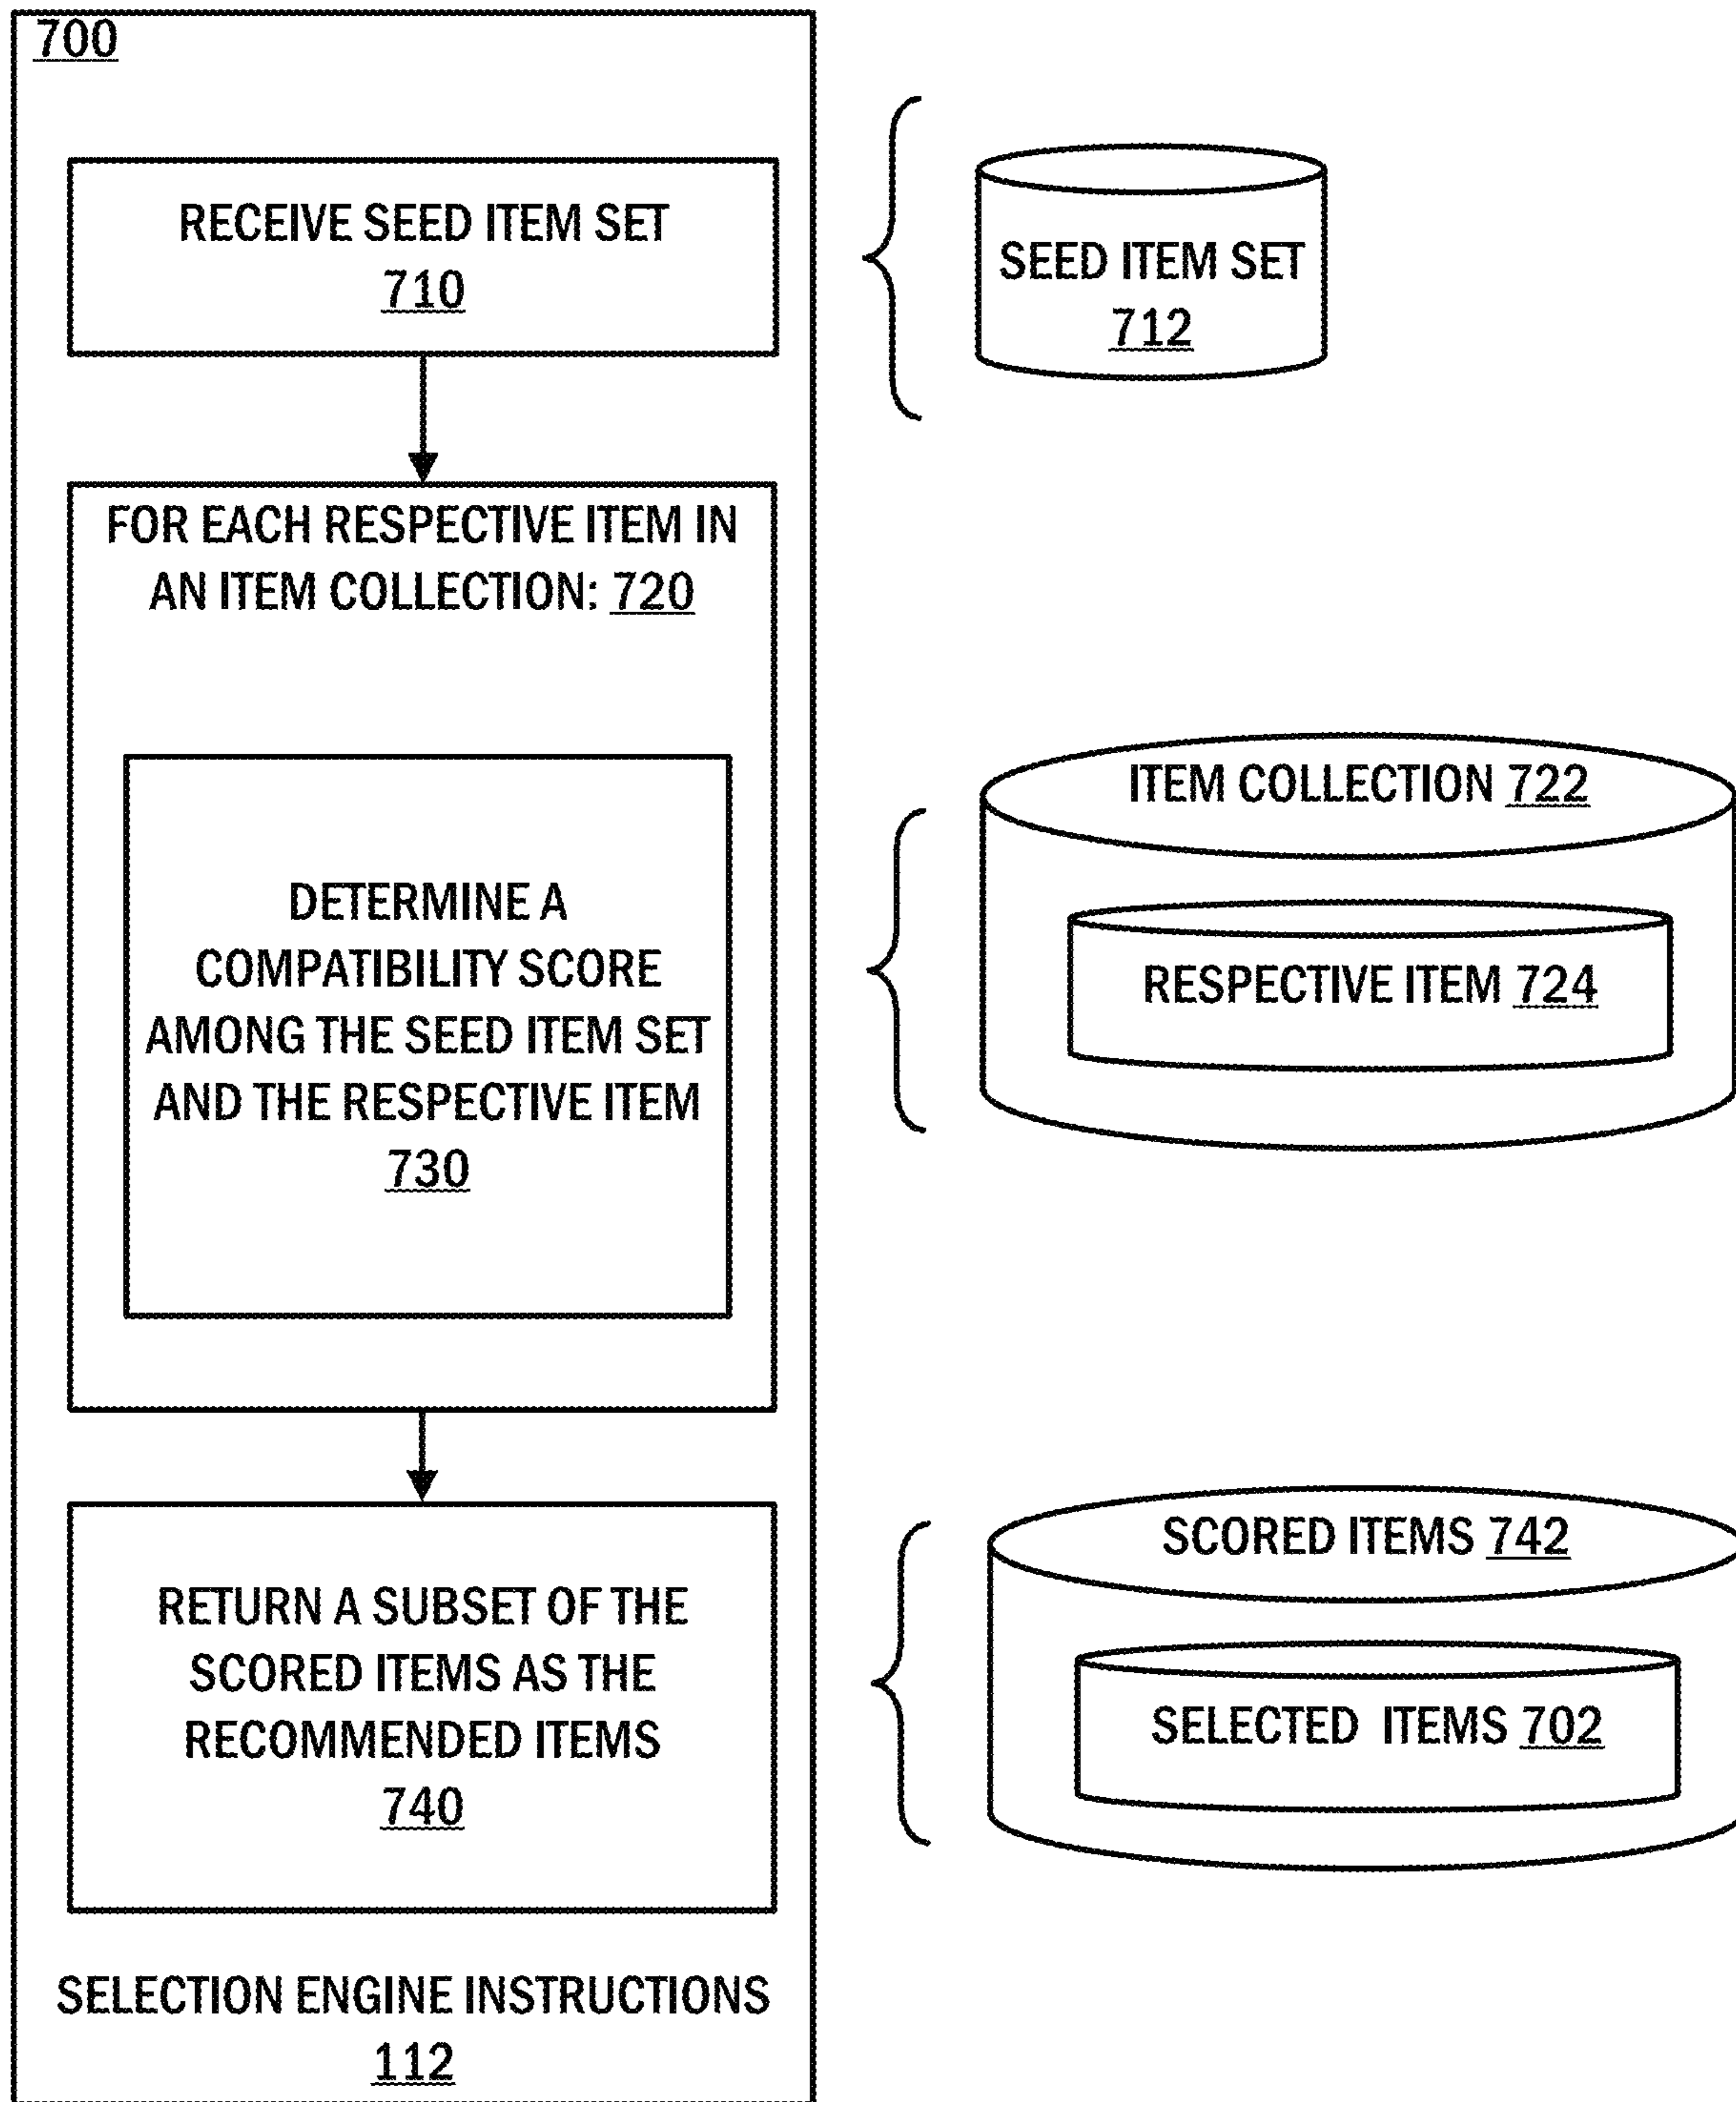 700
RECEIVE SEED ITEM SET
710
SEED ITEM SET
712
FOR EACH RESPECTIVE ITEM IN
AN ITEM COLLECTION: 720
DETERMINE A
COMPATIBILITY SCORE
AMONG THE SEED ITEM SET
AND THE RESPECTIVE ITEM
730
ITEM COLLECTION 722
RESPECTIVE ITEM 724
RETURN A SUBSET OF THE
SCORED ITEMS AS THE
RECOMMENDED ITEMS
740
SCORED ITEMS 742
SELECTED ITEMS 702
SELECTION ENGINE INSTRUCTIONS
112